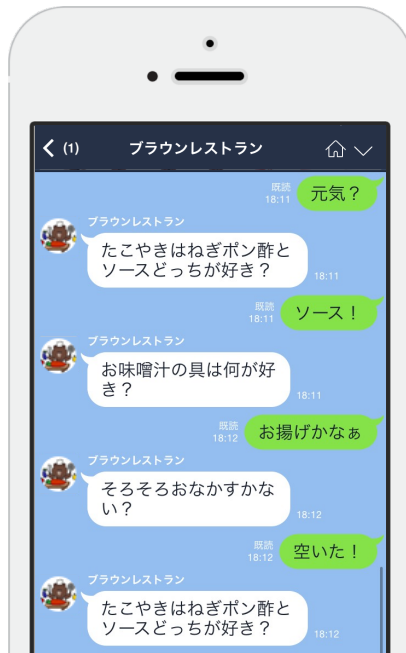 (1) ブラウンレストラン
既読
18:11
元気？
ブラウンレストラン
たこやきはねぎポン酢と
ソースどっちが好き？
18:11
既読
18:11
ソース！
ブラウンレストラン
お味噌汁の具は何が好
き？
18:11
既読
18:12
お揚げかなぁ
ブラウンレストラン
そろそろおなかすかな
い？
18:12
既読
18:12
空いた！
ブラウンレストラン
たこやきはねぎポン酢と
ソースどっちが好き？
18:12